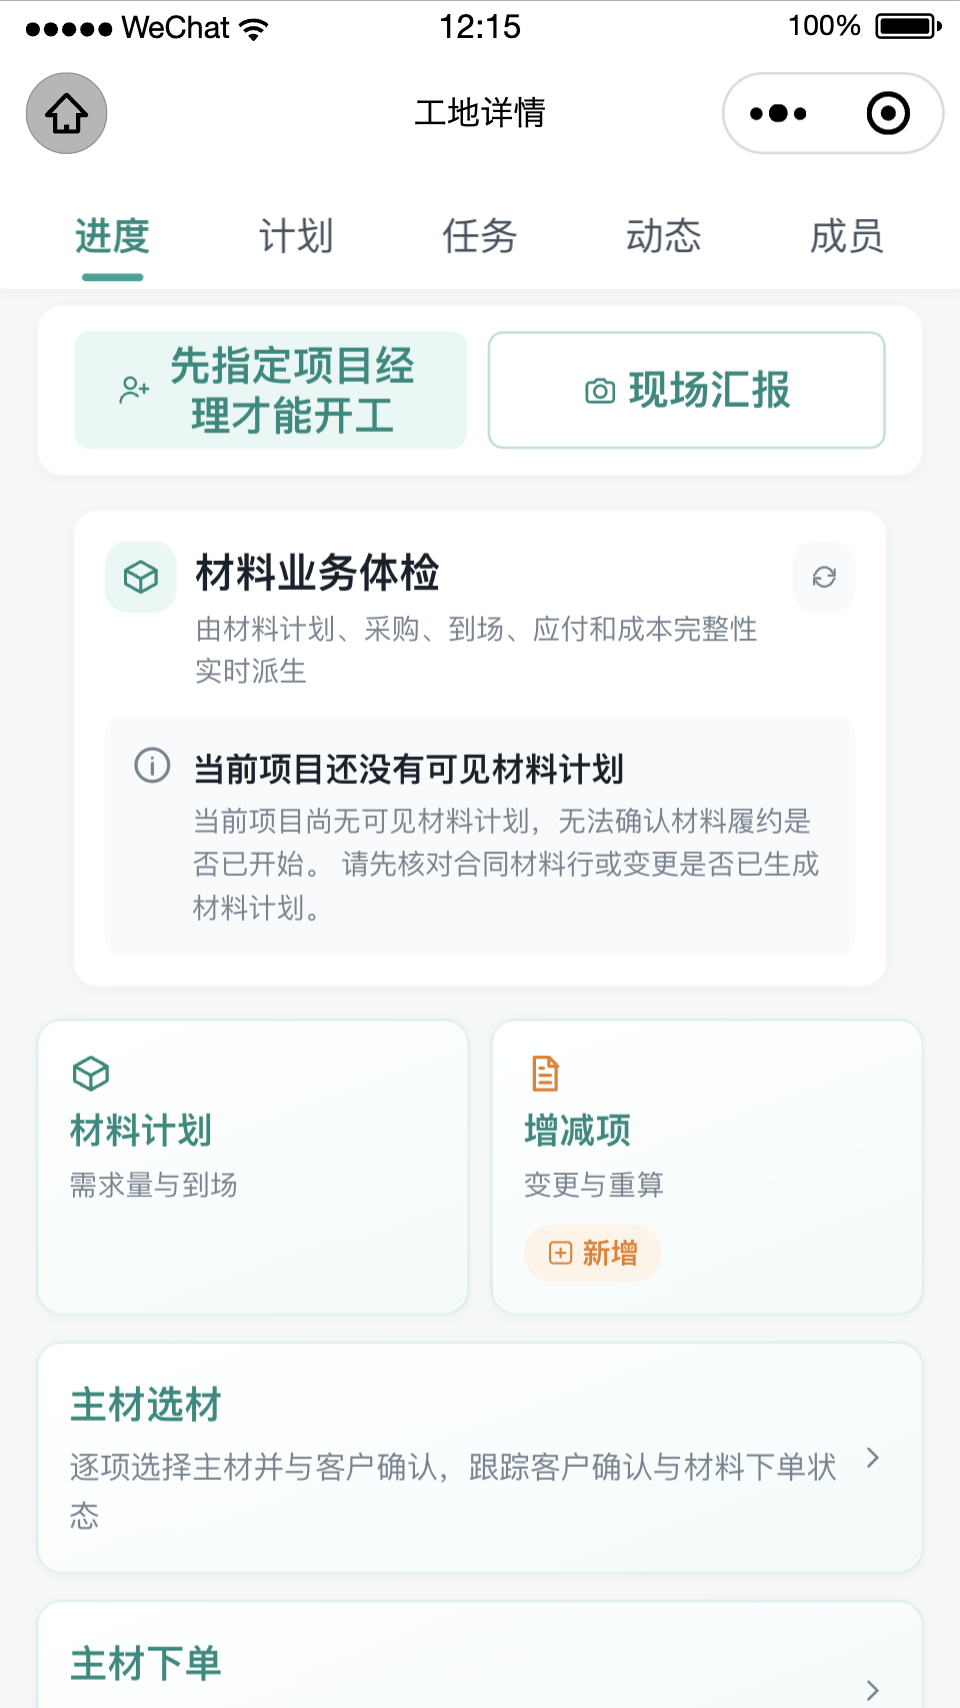 WeChat 12:15 100%
工地详情
进度 计划 任务 动态 成员
先指定项目经
理才能开工
现场汇报
材料业务体检
由材料计划、采购、到场、应付和成本完整性
实时派生
当前项目还没有可见材料计划
当前项目尚无可见材料计划，无法确认材料履约是
否已开始。 请先核对合同材料行或变更是否已生成
材料计划。
材料计划
需求量与到场
增减项
变更与重算
新增
主材选材
逐项选择主材并与客户确认，跟踪客户确认与材料下单状
态
主材下单